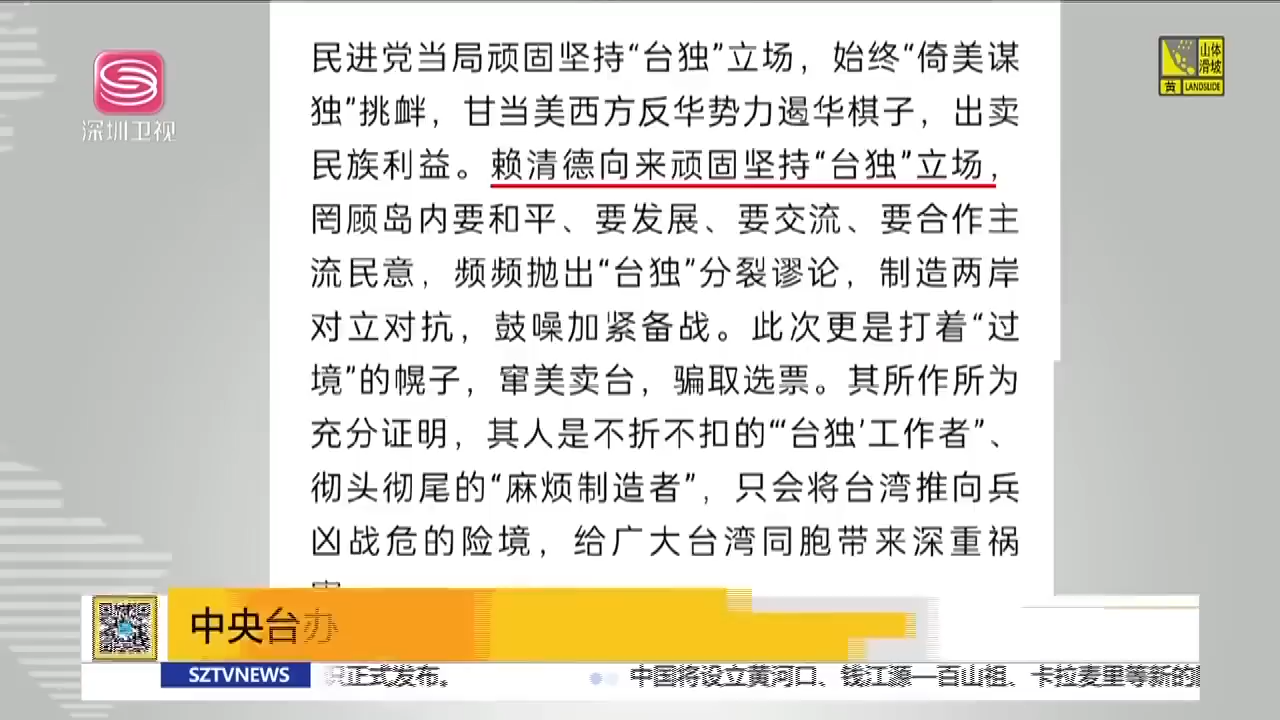 民进党当局顽固坚持“台独”立场，始终“倚美谋
独”挑衅，甘当美西方反华势力遏华棋子，出卖
民族利益。赖清德向来顽固坚持“台独”立场，
罔顾岛内要和平、要发展、要交流、要合作主
流民意，频频抛出“台独”分裂谬论，制造两岸
对立对抗，鼓噪加紧备战。此次更是打着“过
境”的幌子，窜美卖台，骗取选票。其所作所为
充分证明，其人是不折不扣的“‘台独’工作者”、
彻头彻尾的“麻烦制造者”，只会将台湾推向兵
凶战危的险境，给广大台湾同胞带来深重祸
深圳卫视
山体
滑坡
黄 LANDSLIDE
中央台办
SZTVNEWS
正式发布。
中国将设立黄河口、钱江源—百山祖、卡拉麦里等新的